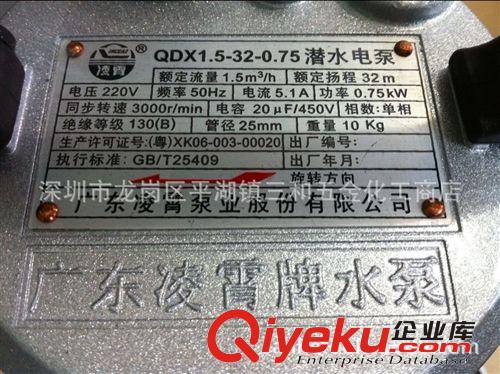 凌霄 ® QDX1.5-32-0.75 潜水电泵
额定流量 1.5m³/h 额定扬程 32m
电压 220V 频率 50Hz 电流 5.1A 功率 0.75kW
同步转速 3000r/min 电容 20μF/450V 相数:单相
绝缘等级 130(B) 管径 25mm 重量 10Kg
生产许可证号:(粤)XK06-003-00020 出厂编号:
执行标准: GB/T25409 出厂年月:
旋转方向
深圳市龙岗区平湖镇三和五金化工商店
广东凌霄泵业股份有限公司
广东凌霄牌水泵
Qiyeku 企业库
Enterprise Database